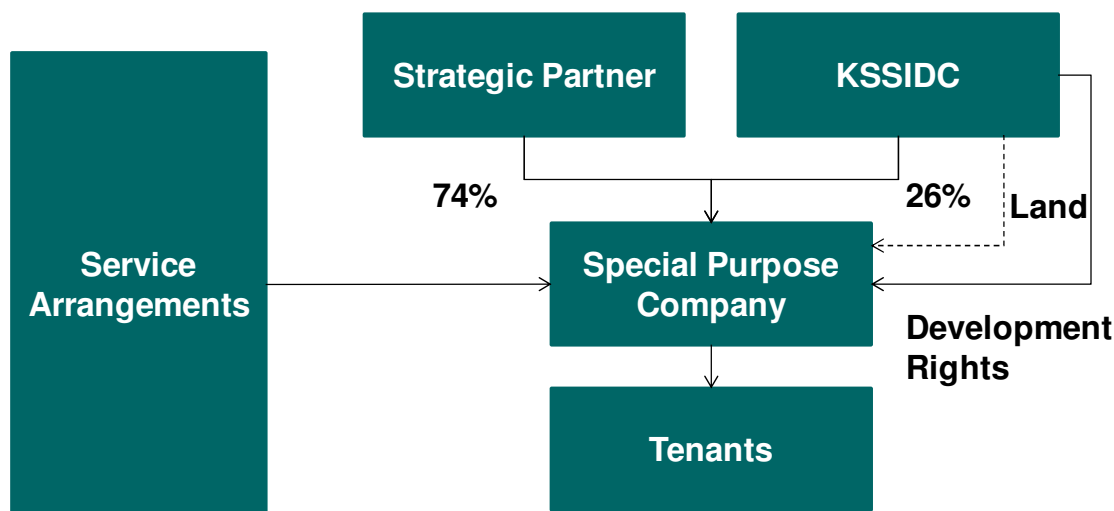 Strategic Partner
KSSIDC
74%
26%
Land
Service
Arrangements
Special Purpose
Company
Development
Rights
Tenants